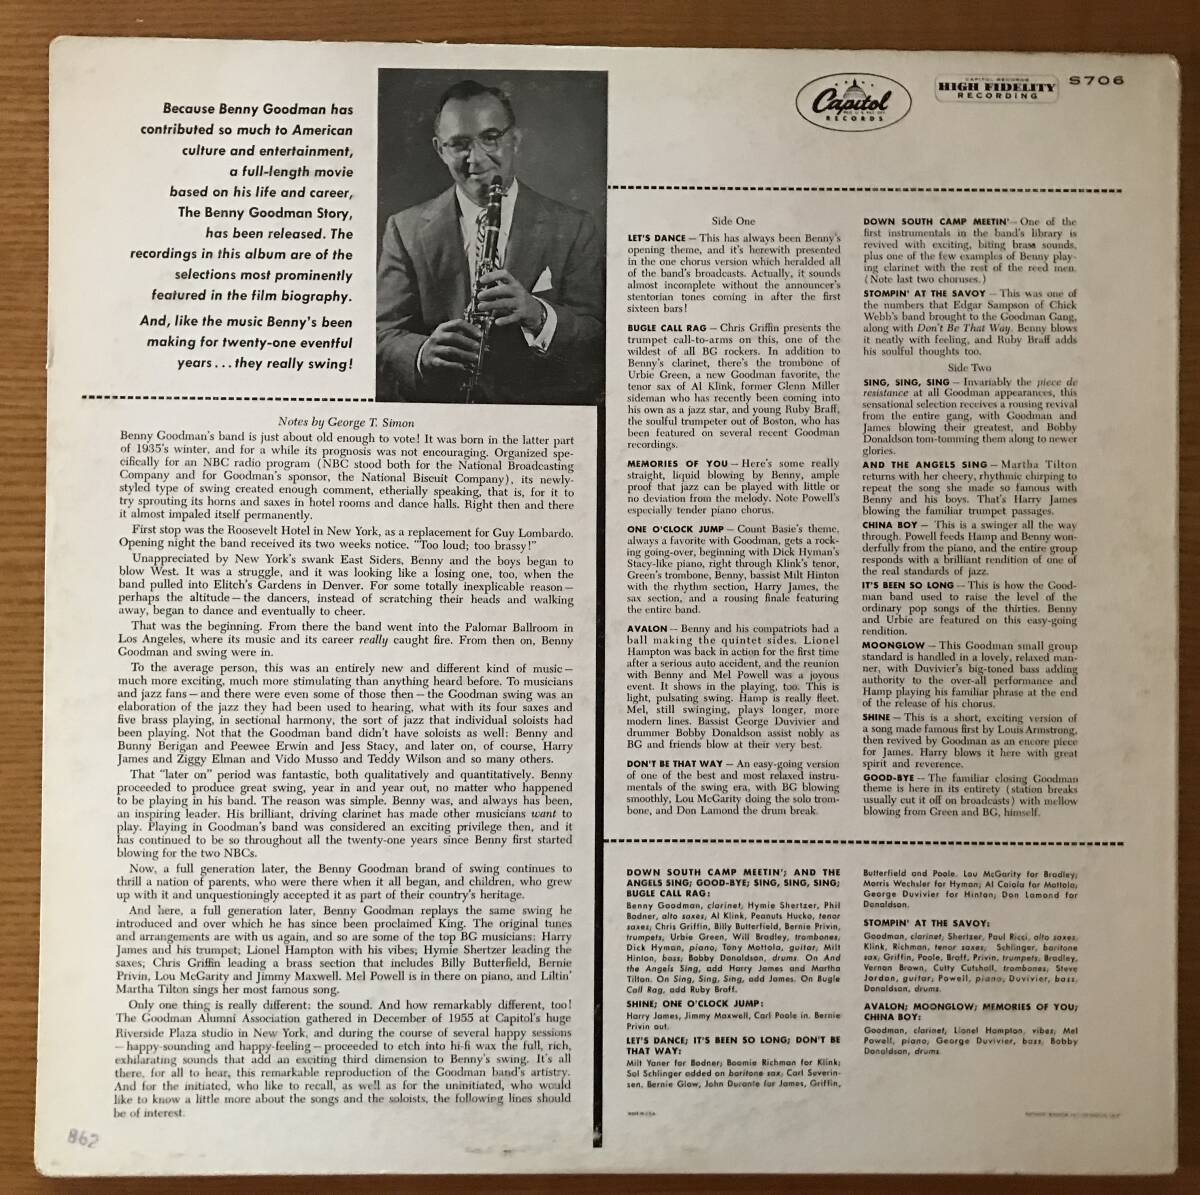 Because Benny Goodman has
contributed so much to American
culture and entertainment,
a full-length movie
based on his life and career,
The Benny Goodman Story,
has been released. The
recordings in this album are of the
selections most prominently
featured in the film biography.
And, like the music Benny's been
making for twenty-one eventful
years . . . they really swing!
Capitol
RECORDS
CAPITOL RECORDS
HIGH FIDELITY
RECORDING
S706
Notes by George T. Simon
Benny Goodman's band is just about old enough to vote! It was born in the latter part
of 1935's winter, and for a while its prognosis was not encouraging. Organized spe-
cifically for an NBC radio program (NBC stood both for the National Broadcasting
Company and for Goodman's sponsor, the National Biscuit Company), its newly-
styled type of swing created enough comment, etherially speaking, that is, for it to
try sprouting its horns and saxes in hotel rooms and dance halls. Right then and there
it almost impaled itself permanently.
First stop was the Roosevelt Hotel in New York, as a replacement for Guy Lombardo.
Opening night the band received its two weeks notice. "Too loud; too brassy!"
Unappreciated by New York's swank East Siders, Benny and the boys began to
blow West. It was a struggle, and it was looking like a losing one, too, when the
band pulled into Elitch's Gardens in Denver. For some totally inexplicable reason—
perhaps the altitude—the dancers, instead of scratching their heads and walking
away, began to dance and eventually to cheer.
That was the beginning. From there the band went into the Palomar Ballroom in
Los Angeles, where its music and its career really caught fire. From then on, Benny
Goodman and swing were in.
To the average person, this was an entirely new and different kind of music—
much more exciting, much more stimulating than anything heard before. To musicians
and jazz fans—and there were even some of those then—the Goodman swing was an
elaboration of the jazz they had been used to hearing, what with its four saxes and
five brass playing, in sectional harmony, the sort of jazz that individual soloists had
been playing. Not that the Goodman band didn't have soloists as well: Benny and
Bunny Berigan and Peewee Erwin and Jess Stacy, and later on, of course, Harry
James and Ziggy Elman and Vido Musso and Teddy Wilson and so many others.
That "later on" period was fantastic, both qualitatively and quantitatively. Benny
proceeded to produce great swing, year in and year out, no matter who happened
to be playing in his band. The reason was simple. Benny was, and always has been,
an inspiring leader. His brilliant, driving clarinet has made other musicians want to
play. Playing in Goodman's band was considered an exciting privilege then, and it
has continued to be so throughout all the twenty-one years since Benny first started
blowing for the two NBCs.
Now, a full generation later, the Benny Goodman brand of swing continues to
thrill a nation of parents, who were there when it all began, and children, who grew
up with it and unquestioningly accepted it as part of their country's heritage.
And here, a full generation later, Benny Goodman replays the same swing he
introduced and over which he has since been proclaimed King. The original tunes
and arrangements are with us again, and so are some of the top BG musicians: Harry
James and his trumpet; Lionel Hampton with his vibes; Hymie Shertzer leading the
saxes; Chris Griffin leading a brass section that includes Billy Butterfield, Bernie
Privin, Lou McGarity and Jimmy Maxwell. Mel Powell is in there on piano, and Liltin'
Martha Tilton sings her most famous song.
Only one thing is really different: the sound. And how remarkably different, too!
The Goodman Alumni Association gathered in December of 1955 at Capitol's huge
Riverside Plaza studio in New York, and during the course of several happy sessions
—happy-sounding and happy-feeling—proceeded to etch into hi-fi wax the full, rich,
exhilarating sounds that add an exciting third dimension to Benny's swing. It's all
there, for all to hear, this remarkable reproduction of the Goodman band's artistry.
And for the initiated, who like to recall, as well as for the uninitiated, who would
like to know a little more about the songs and the soloists, the following lines should
be of interest.
862
Side One
LET'S DANCE — This has always been Benny's
opening theme, and it's herewith presented
in the one chorus version which heralded all
of the band's broadcasts. Actually, it sounds
almost incomplete without the announcer's
stentorian tones coming in after the first
sixteen bars!
BUGLE CALL RAG — Chris Griffin presents the
trumpet call-to-arms on this, one of the
wildest of all BG rockers. In addition to
Benny's clarinet, there's the trombone of
Urbie Green, a new Goodman favorite, the
tenor sax of Al Klink, former Glenn Miller
sideman who has recently been coming into
his own as a jazz star, and young Ruby Braff,
the soulful trumpeter out of Boston, who has
been featured on several recent Goodman
recordings.
MEMORIES OF YOU — Here's some really
straight, liquid blowing by Benny, ample
proof that jazz can be played with little or
no deviation from the melody. Note Powell's
especially tender piano chorus.
ONE O'CLOCK JUMP — Count Basie's theme,
always a favorite with Goodman, gets a rock-
ing going-over, beginning with Dick Hyman's
Stacy-like piano, right through Klink's tenor,
Green's trombone, Benny, bassist Milt Hinton
with the rhythm section, Harry James, the
sax section, and a rousing finale featuring
the entire band.
AVALON — Benny and his compatriots had a
ball making the quintet sides. Lionel
Hampton was back in action for the first time
after a serious auto accident, and the reunion
with Benny and Mel Powell was a joyous
event. It shows in the playing, too. This is
light, pulsating swing. Hamp is really fleet.
Mel, still swinging, plays longer, more
modern lines. Bassist George Duvivier and
drummer Bobby Donaldson assist nobly as
BG and friends blow at their very best.
DON'T BE THAT WAY — An easy-going version
of one of the best and most relaxed instru-
mentals of the swing era, with BG blowing
smoothly, Lou McGarity doing the solo trom-
bone, and Don Lamond the drum break.
DOWN SOUTH CAMP MEETIN' — One of the
first instrumentals in the band's library is
revived with exciting, biting brass sounds,
plus one of the few examples of Benny play-
ing clarinet with the rest of the reed men.
(Note last two choruses.)
STOMPIN' AT THE SAVOY — This was one of
the numbers that Edgar Sampson of Chick
Webb's band brought to the Goodman Gang,
along with Don't Be That Way. Benny blows
it neatly with feeling, and Ruby Braff adds
his soulful thoughts too.
Side Two
SING, SING, SING — Invariably the piece de
resistance at all Goodman appearances, this
sensational selection receives a rousing revival
from the entire gang, with Goodman and
James blowing their greatest, and Bobby
Donaldson tom-tomming them along to newer
glories.
AND THE ANGELS SING — Martha Tilton
returns with her cheery, rhythmic chirping to
repeat the song she made so famous with
Benny and his boys. That's Harry James
blowing the familiar trumpet passages.
CHINA BOY — This is a swinger all the way
through. Powell feeds Hamp and Benny won-
derfully from the piano, and the entire group
responds with a brilliant rendition of one of
the real standards of jazz.
IT'S BEEN SO LONG — This is how the Good-
man band used to raise the level of the
ordinary pop songs of the thirties. Benny
and Urbie are featured on this easy-going
rendition.
MOONGLOW — This Goodman small group
standard is handled in a lovely, relaxed man-
ner, with Duvivier's big-toned bass adding
authority to the over-all performance and
Hamp playing his familiar phrase at the end
of the release of his chorus.
SHINE — This is a short, exciting version of
a song made famous first by Louis Armstrong,
then revived by Goodman as an encore piece
for James. Harry blows it here with great
spirit and reverence.
GOOD-BYE — The familiar closing Goodman
theme is here in its entirety (station breaks
usually cut it off on broadcasts) with mellow
blowing from Green and BG, himself.
DOWN SOUTH CAMP MEETIN'; AND THE
ANGELS SING; GOOD-BYE; SING, SING, SING;
BUGLE CALL RAG:
Benny Goodman, clarinet; Hymie Shertzer, Phil
Bodner, alto saxes; Al Klink, Peanuts Hucko, tenor
saxes; Chris Griffin, Billy Butterfield, Bernie Privin,
trumpets; Urbie Green, Will Bradley, trombones;
Dick Hyman, piano; Tony Mottola, guitar; Milt
Hinton, bass; Bobby Donaldson, drums. On And
the Angels Sing, add Harry James and Martha
Tilton. On Sing, Sing, Sing, add James. On Bugle
Call Rag, add Ruby Braff.
SHINE; ONE O'CLOCK JUMP:
Harry James, Jimmy Maxwell, Carl Poole in. Bernie
Privin out.
LET'S DANCE; IT'S BEEN SO LONG; DON'T BE
THAT WAY:
Milt Yaner for Bodner; Boomie Richman for Klink;
Sol Schlinger added on baritone sax; Carl Severin-
sen, Bernie Glow, John Durante for James, Griffin,
Butterfield and Poole. Lou McGarity for Bradley;
Morris Wechsler for Hyman; Al Caiola for Mottola;
George Duvivier for Hinton; Don Lamond for
Donaldson.
STOMPIN' AT THE SAVOY:
Goodman, clarinet; Shertzer, Paul Ricci, alto saxes;
Klink, Richman, tenor saxes; Schlinger, baritone
sax; Griffin, Poole, Braff, Privin, trumpets; Bradley,
Vernon Brown, Cutty Cutshall, trombones; Steve
Jordan, guitar; Powell, piano; Duvivier, bass;
Donaldson, drums.
AVALON; MOONGLOW; MEMORIES OF YOU;
CHINA BOY:
Goodman, clarinet; Lionel Hampton, vibes; Mel
Powell, piano; George Duvivier, bass; Bobby
Donaldson, drums.